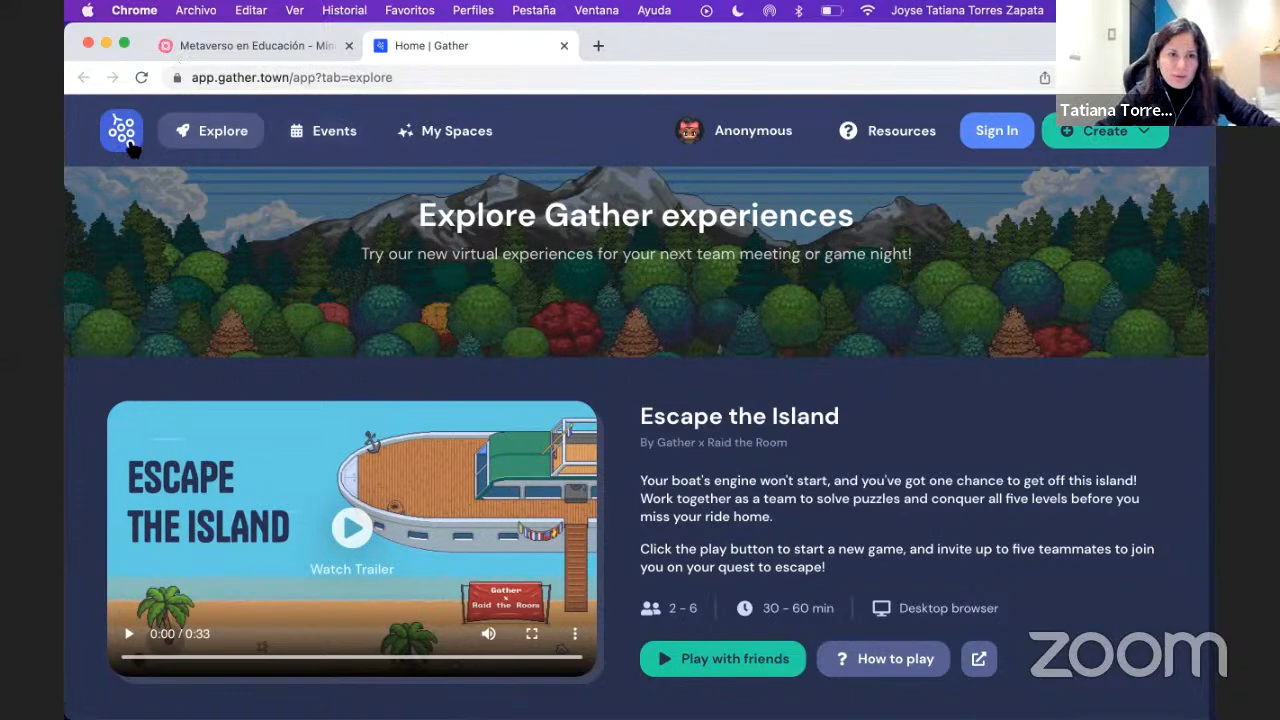 Chrome Archivo Editar Ver Historial Favoritos Perfiles Pestaña Ventana Ayuda Joyse Tatiana Torres Zapata
Metaverso en Educación - Min
Home | Gather
app.gather.town/app?tab=explore
Tatiana Torre...
Explore Events My Spaces Anonymous Resources Sign In Create
Explore Gather experiences
Try our new virtual experiences for your next team meeting or game night!
ESCAPE
THE ISLAND
Watch Trailer
Gather
x
Raid the Room
0:00 / 0:33
Escape the Island
By Gather x Raid the Room
Your boat's engine won't start, and you've got one chance to get off this island!
Work together as a team to solve puzzles and conquer all five levels before you
miss your ride home.
Click the play button to start a new game, and invite up to five teammates to join
you on your quest to escape!
2 - 6 30 - 60 min Desktop browser
Play with friends ? How to play
zoom